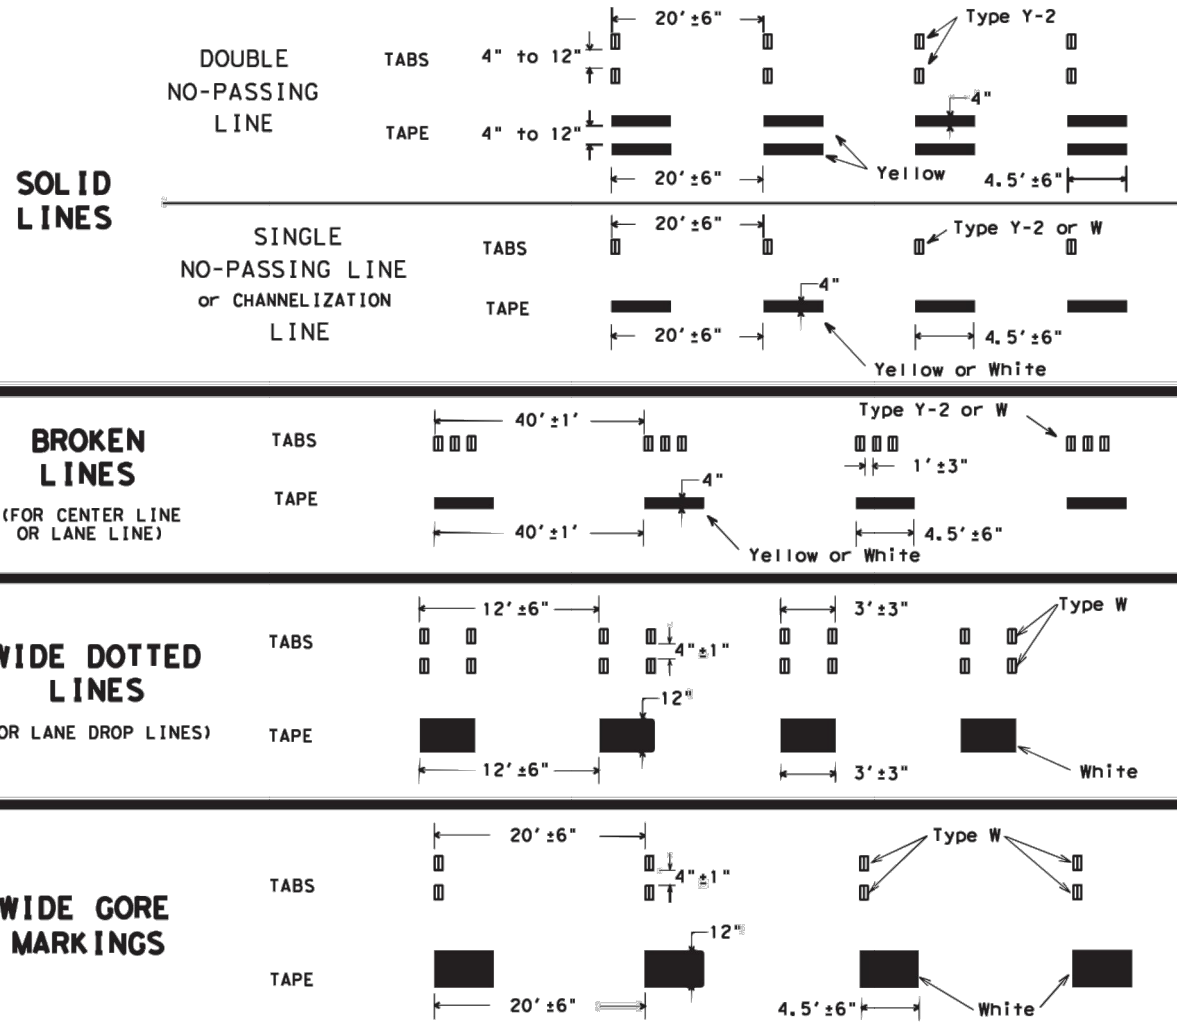 SOLID
LINES
DOUBLE
NO-PASSING
LINE
TABS
4" to 12"
20'±6"
Type Y-2
TAPE
4" to 12"
4"
Yellow
20'±6"
4.5'±6"
SINGLE
NO-PASSING LINE
or CHANNELIZATION
LINE
TABS
20'±6"
Type Y-2 or W
TAPE
4"
20'±6"
4.5'±6"
Yellow or White
BROKEN
LINES
(FOR CENTER LINE
OR LANE LINE)
TABS
40'±1'
Type Y-2 or W
1'±3"
TAPE
4"
40'±1'
4.5'±6"
Yellow or White
WIDE DOTTED
LINES
OR LANE DROP LINES)
TABS
12'±6"
3'±3"
Type W
4"±1"
TAPE
12"
12'±6"
3'±3"
White
WIDE GORE
MARKINGS
TABS
20'±6"
Type W
4"±1"
TAPE
12"
20'±6"
4.5'±6"
White